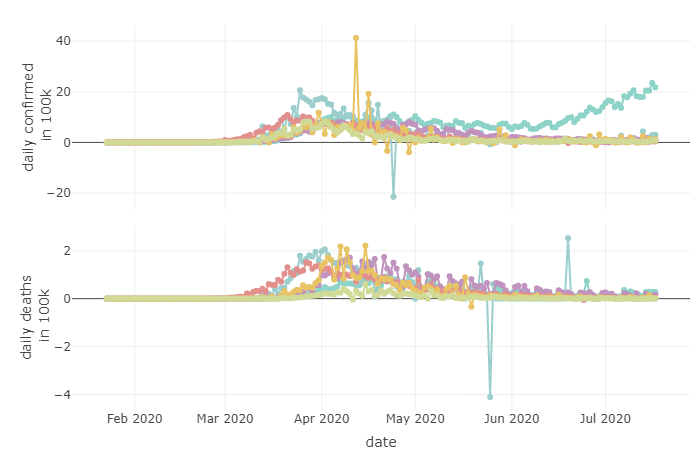 daily confirmed
in 100k
40
20
0
−20
daily deaths
in 100k
2
0
−2
−4
Feb 2020
Mar 2020
Apr 2020
May 2020
Jun 2020
Jul 2020
date